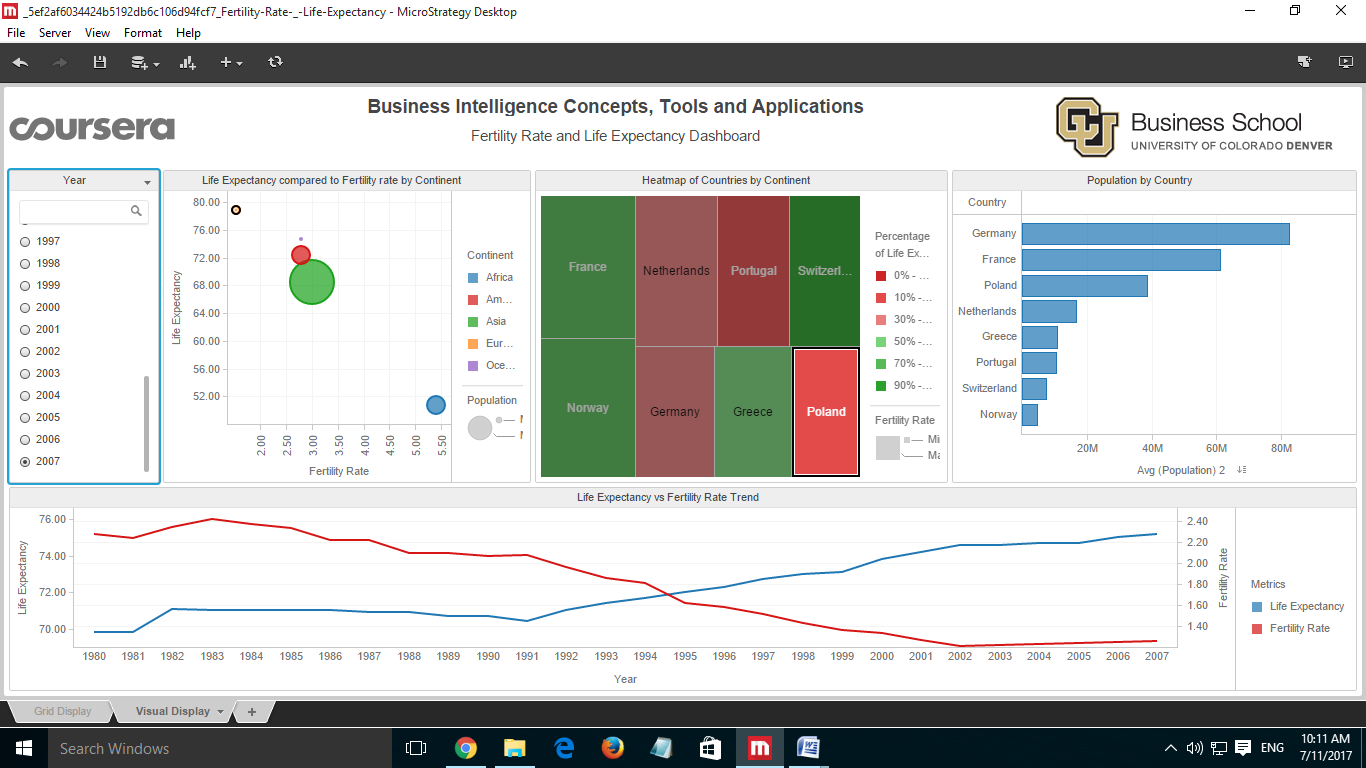 _5ef2af6034424b5192db6c106d94fcf7_Fertility-Rate-_-Life-Expectancy - MicroStrategy Desktop
File Server View Format Help
coursera
Business Intelligence Concepts, Tools and Applications
Fertility Rate and Life Expectancy Dashboard
CU
Business School
UNIVERSITY OF COLORADO DENVER
Year
1997
1998
1999
2000
2001
2002
2003
2004
2005
2006
2007
Life Expectancy compared to Fertility rate by Continent
Life Expectancy
80.00
76.00
72.00
68.00
64.00
60.00
56.00
52.00
2.00 2.50 3.00 3.50 4.00 4.50 5.00 5.50
Fertility Rate
Continent
Africa
Am...
Asia
Eur...
Oce...
Population
Heatmap of Countries by Continent
France
Netherlands
Portugal
Switzerl...
Norway
Germany
Greece
Poland
Percentage
of Life Ex...
0% - ...
10% -...
30% -...
50% -...
70% -...
90% -...
Fertility Rate
Mi
Ma
Population by Country
Country
Germany
France
Poland
Netherlands
Greece
Portugal
Switzerland
Norway
20M 40M 60M 80M
Avg (Population) 2
Life Expectancy vs Fertility Rate Trend
Life Expectancy
76.00
74.00
72.00
70.00
1980 1981 1982 1983 1984 1985 1986 1987 1988 1989 1990 1991 1992 1993 1994 1995 1996 1997 1998 1999 2000 2001 2002 2003 2004 2005 2006 2007
Year
2.40
2.20
2.00
1.80
1.60
1.40
Fertility Rate
Metrics
Life Expectancy
Fertility Rate
Grid Display
Visual Display
Search Windows
ENG
10:11 AM
7/11/2017